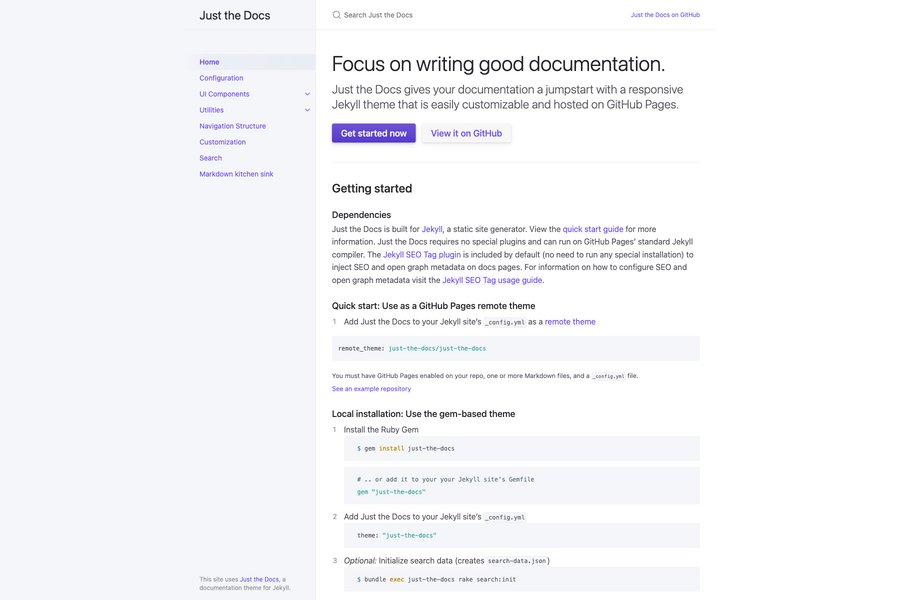 Just the Docs
Search Just the Docs
Just the Docs on GitHub
Home
Configuration
UI Components
Utilities
Navigation Structure
Customization
Search
Markdown kitchen sink
This site uses Just the Docs, a
documentation theme for Jekyll.
Focus on writing good documentation.
Just the Docs gives your documentation a jumpstart with a responsive
Jekyll theme that is easily customizable and hosted on GitHub Pages.
Get started now
View it on GitHub
Getting started
Dependencies
Just the Docs is built for Jekyll, a static site generator. View the quick start guide for more
information. Just the Docs requires no special plugins and can run on GitHub Pages' standard Jekyll
compiler. The Jekyll SEO Tag plugin is included by default (no need to run any special installation) to
inject SEO and open graph metadata on docs pages. For information on how to configure SEO and
open graph metadata visit the Jekyll SEO Tag usage guide.
Quick start: Use as a GitHub Pages remote theme
1 Add Just the Docs to your Jekyll site's _config.yml as a remote theme
remote_theme: just-the-docs/just-the-docs
You must have GitHub Pages enabled on your repo, one or more Markdown files, and a _config.yml file.
See an example repository
Local installation: Use the gem-based theme
1 Install the Ruby Gem
$ gem install just-the-docs
# .. or add it to your your Jekyll site's Gemfile
gem "just-the-docs"
2 Add Just the Docs to your Jekyll site's _config.yml
theme: "just-the-docs"
3 Optional: Initialize search data (creates search-data.json)
$ bundle exec just-the-docs rake search:init